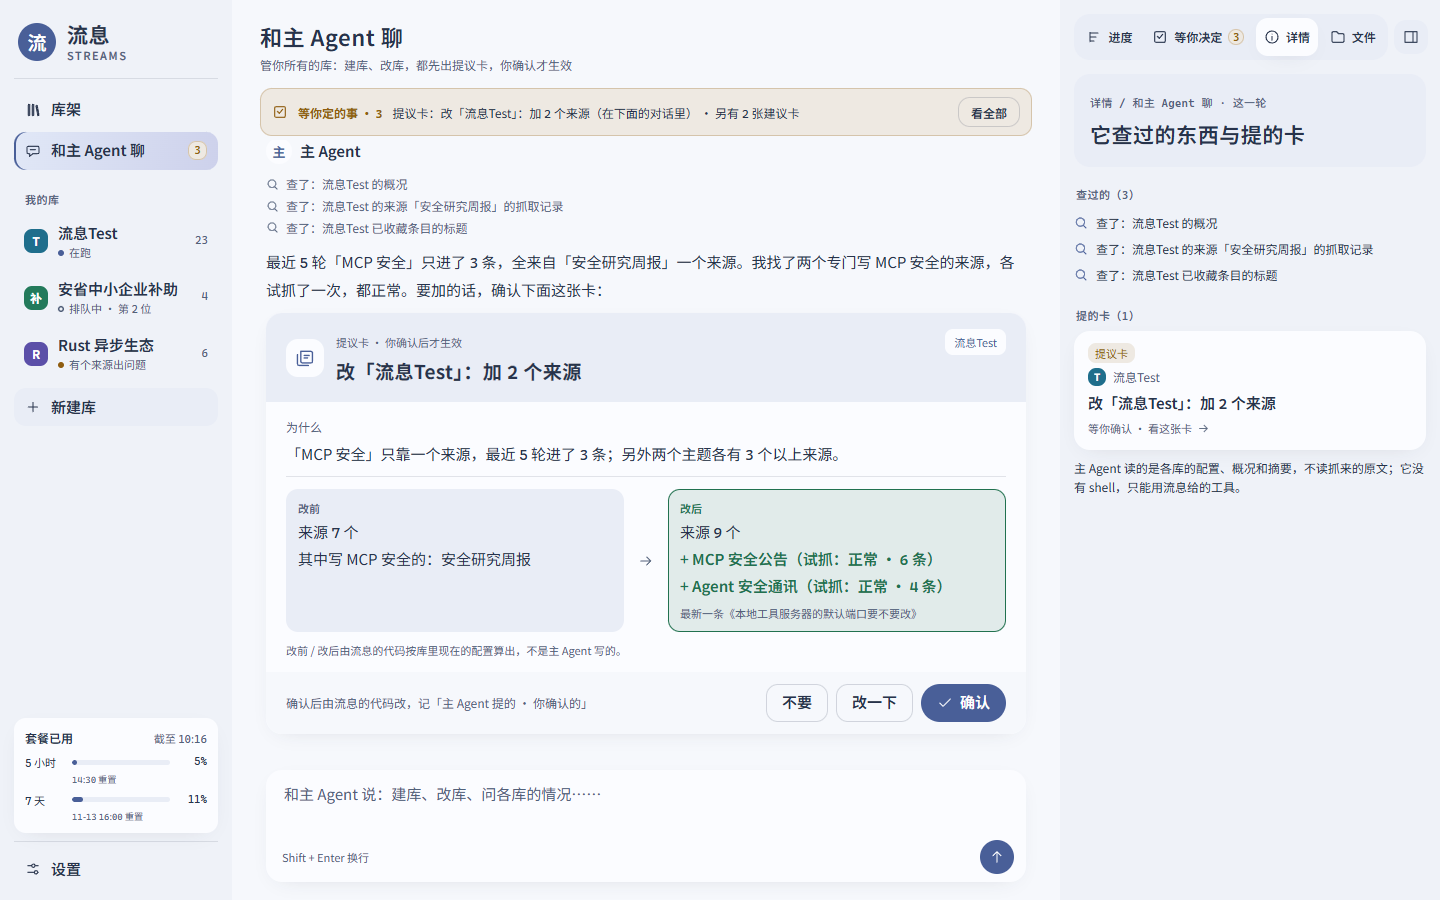 流
流息
STREAMS
库架
和主 Agent 聊
3
我的库
T
流息Test
23
在跑
补
安省中小企业补助
4
排队中 · 第 2 位
R
Rust 异步生态
6
有个来源出问题
新建库
套餐已用
截至 10:16
5 小时
5%
14:30 重置
7 天
11%
11-13 16:00 重置
设置
和主 Agent 聊
管你所有的库：建库、改库，都先出提议卡，你确认才生效
等你定的事 · 3 提议卡：改「流息Test」：加 2 个来源（在下面的对话里） · 另有 2 张建议卡
看全部
主
主 Agent
查了：流息Test 的概况
查了：流息Test 的来源「安全研究周报」的抓取记录
查了：流息Test 已收藏条目的标题
最近 5 轮「MCP 安全」只进了 3 条，全来自「安全研究周报」一个来源。我找了两个专门写 MCP 安全的来源，各
试抓了一次，都正常。要加的话，确认下面这张卡：
提议卡 · 你确认后才生效
流息Test
改「流息Test」：加 2 个来源
为什么
「MCP 安全」只靠一个来源，最近 5 轮进了 3 条；另外两个主题各有 3 个以上来源。
改前
来源 7 个
其中写 MCP 安全的：安全研究周报
→
改后
来源 9 个
+ MCP 安全公告（试抓：正常 · 6 条）
+ Agent 安全通讯（试抓：正常 · 4 条）
最新一条《本地工具服务器的默认端口要不要改》
改前 / 改后由流息的代码按库里现在的配置算出，不是主 Agent 写的。
确认后由流息的代码改，记「主 Agent 提的 · 你确认的」
不要
改一下
确认
和主 Agent 说：建库、改库、问各库的情况……
Shift + Enter 换行
进度
等你决定
3
详情
文件
详情 / 和主 Agent 聊 · 这一轮
它查过的东西与提的卡
查过的（3）
查了：流息Test 的概况
查了：流息Test 的来源「安全研究周报」的抓取记录
查了：流息Test 已收藏条目的标题
提的卡（1）
提议卡
T
流息Test
改「流息Test」：加 2 个来源
等你确认 · 看这张卡 →
主 Agent 读的是各库的配置、概况和摘要，不读抓来的原文；它没
有 shell，只能用流息给的工具。